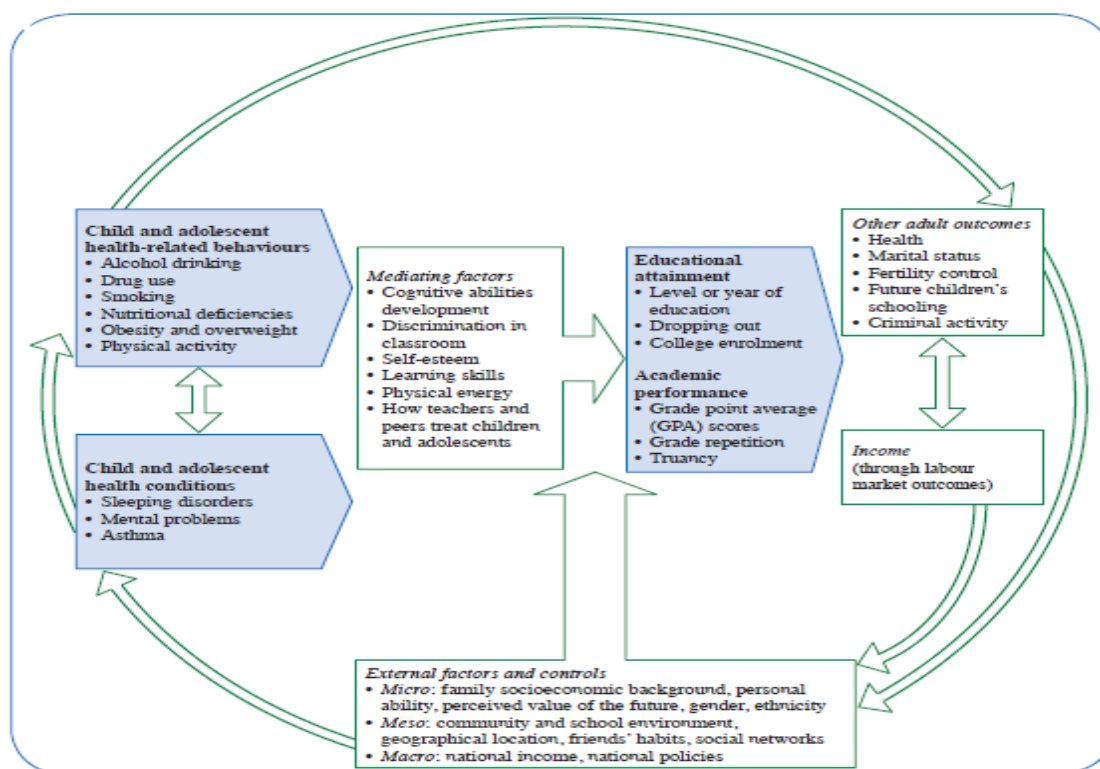 Child and adolescent
health-related behaviours
• Alcohol drinking
• Drug use
• Smoking
• Nutritional deficiencies
• Obesity and overweight
• Physical activity
Child and adolescent
health conditions
• Sleeping disorders
• Mental problems
• Asthma
Mediating factors
• Cognitive abilities
development
• Discrimination in
classroom
• Self-esteem
• Learning skills
• Physical energy
• How teachers and
peers treat children
and adolescents
Educational
attainment
• Level or year of
education
• Dropping out
• College enrolment
Academic
performance
• Grade point average
(GPA) scores
• Grade repetition
• Truancy
Other adult outcomes
• Health
• Marital status
• Fertility control
• Future children's
schooling
• Criminal activity
Income
(through labour
market outcomes)
External factors and controls
• Micro: family socioeconomic background, personal
ability, perceived value of the future, gender, ethnicity
• Meso: community and school environment,
geographical location, friends' habits, social networks
• Macro: national income, national policies